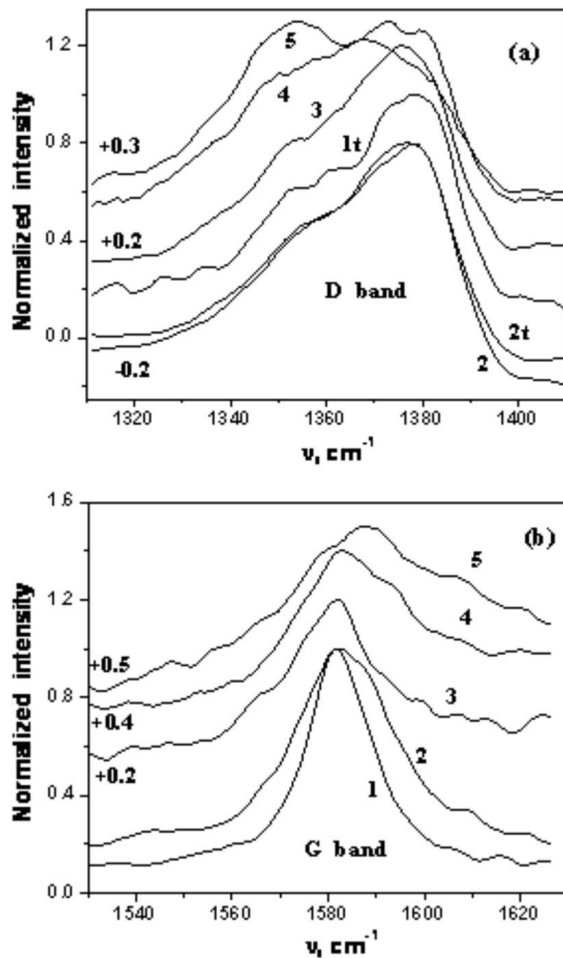 (a)
5
4
3
1t
+0.3
+0.2
-0.2
D band
2t
2
1.2
0.8
0.4
0.0
Normalized intensity
1320 1340 1360 1380 1400
ν, cm⁻¹
(b)
5
4
3
2
1
+0.5
+0.4
+0.2
G band
1.6
1.2
0.8
0.4
0.0
Normalized intensity
1540 1560 1580 1600 1620
ν, cm⁻¹